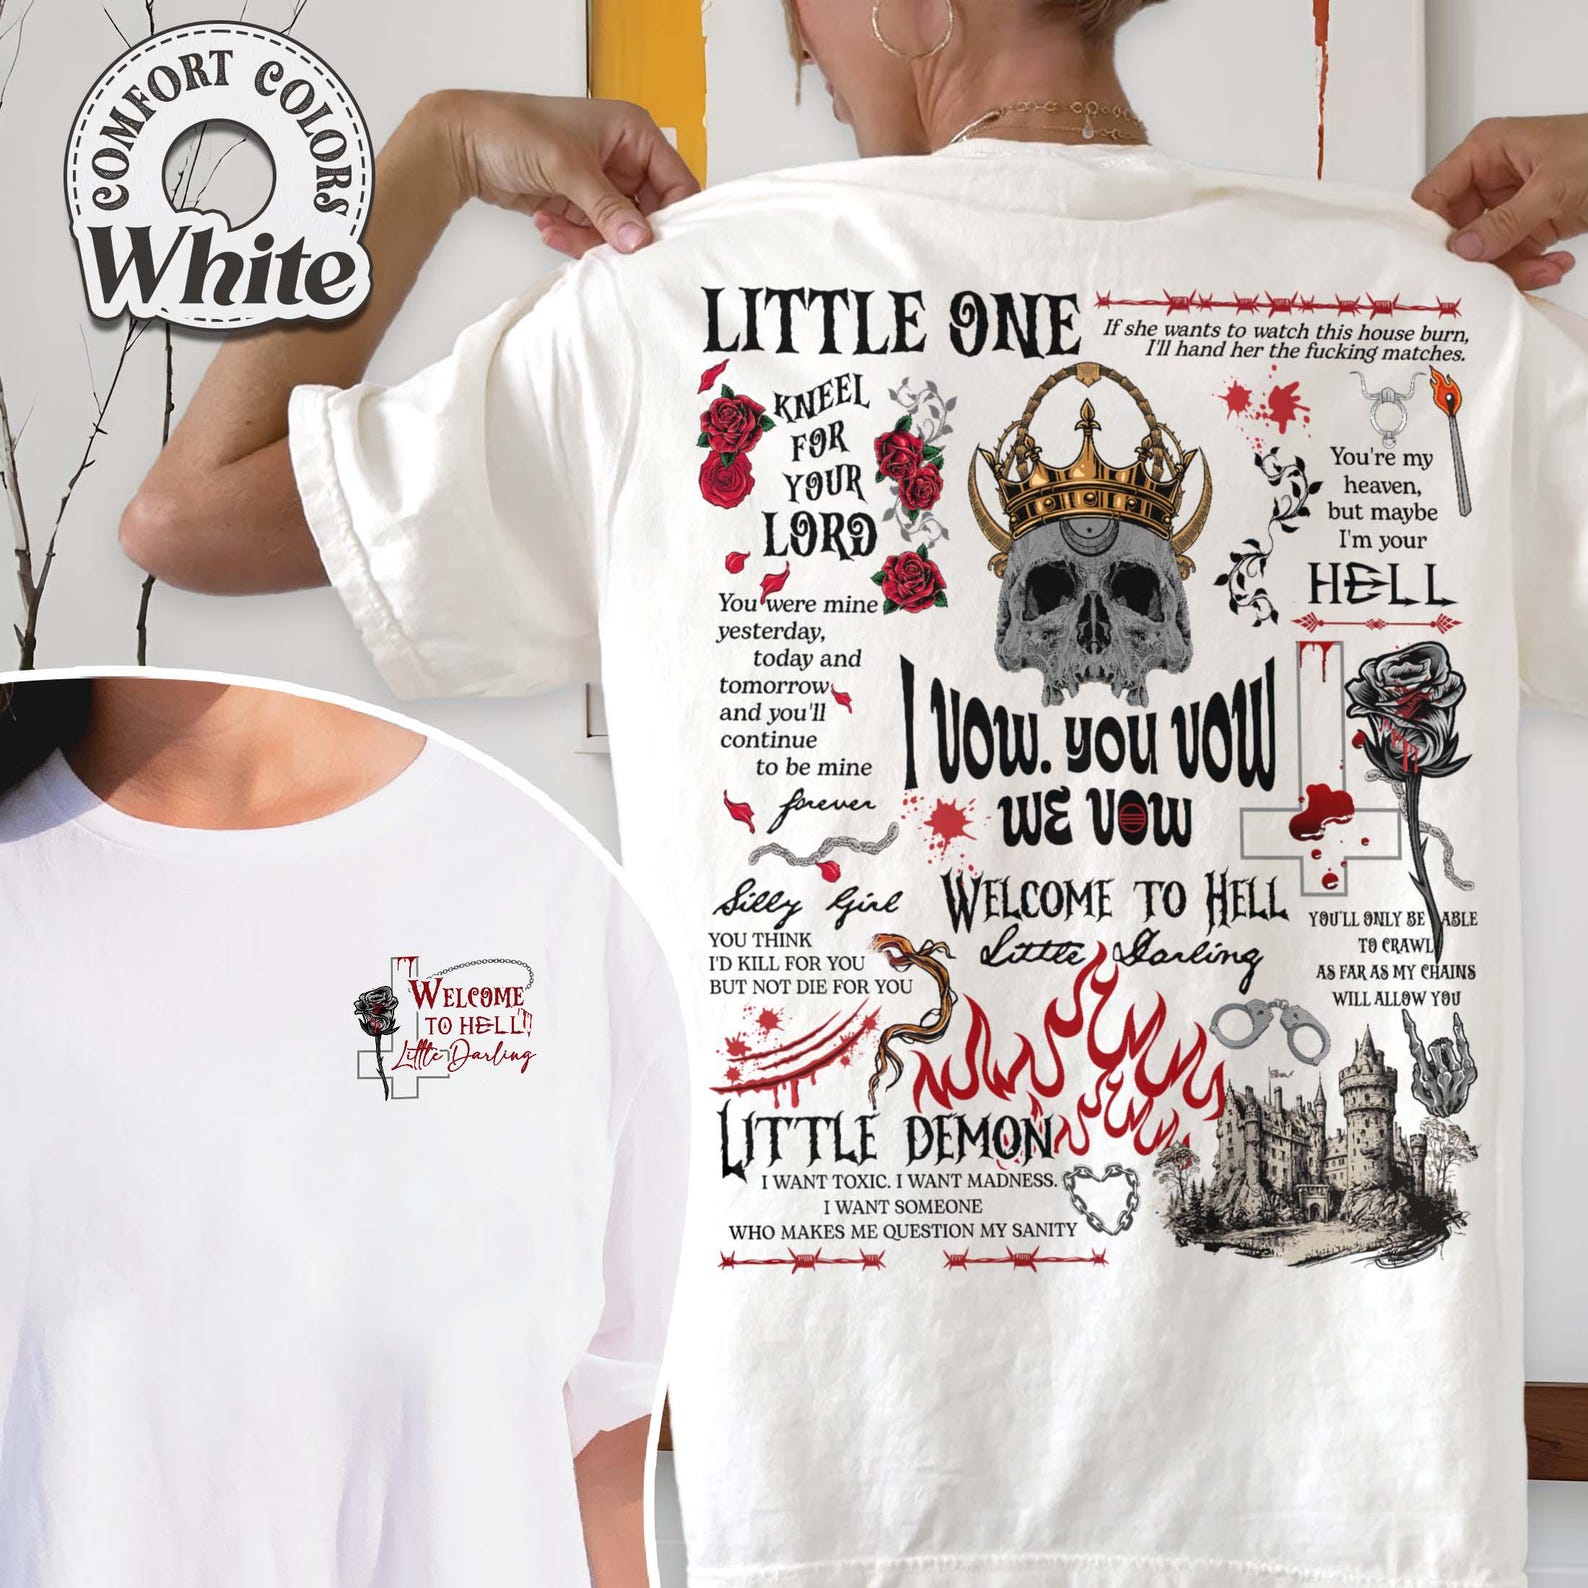 COMFORT COLORS
White
LITTLE ONE
If she wants to watch this house burn,
I'll hand her the fucking matches.
KNEEL
FOR
YOUR
LORD
You're my
heaven,
but maybe
I'm your
HELL
You were mine
yesterday,
today and
tomorrow
and you'll
continue
to be mine
forever
I VOW. YOU VOW
WE VOW
Silly Girl
YOU THINK
I'D KILL FOR YOU
BUT NOT DIE FOR YOU
WELCOME TO HELL
Little Darling
YOU'LL ONLY BE ABLE
TO CRAWL
AS FAR AS MY CHAINS
WILL ALLOW YOU
LITTLE DEMON
I WANT TOXIC. I WANT MADNESS.
I WANT SOMEONE
WHO MAKES ME QUESTION MY SANITY
WELCOME
TO HELL
Little Darling